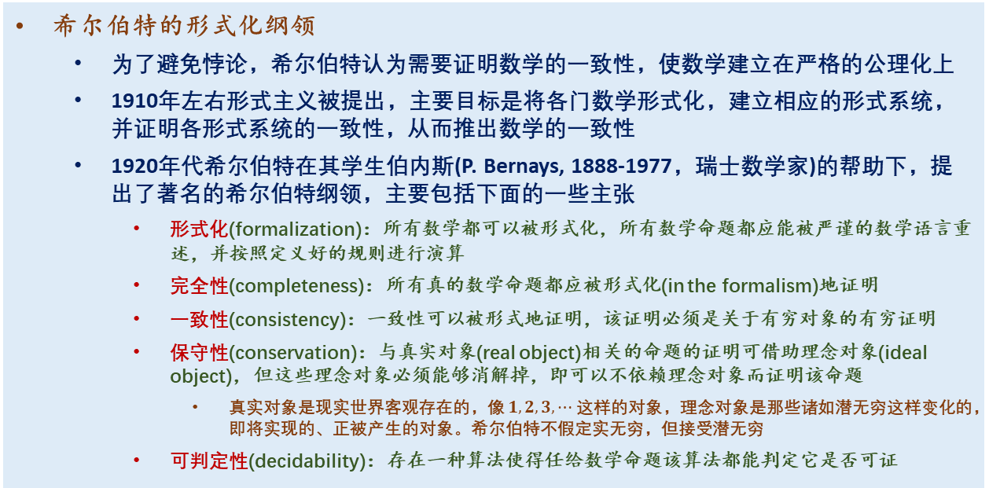 • 希尔伯特的形式化纲领
• 为了避免悖论，希尔伯特认为需要证明数学的一致性，使数学建立在严格的公理化上
• 1910年左右形式主义被提出，主要目标是将各门数学形式化，建立相应的形式系统，
并证明各形式系统的一致性，从而推出数学的一致性
• 1920年代希尔伯特在其学生伯内斯(P. Bernays, 1888-1977，瑞士数学家)的帮助下，提
出了著名的希尔伯特纲领，主要包括下面的一些主张
• 形式化(formalization)：所有数学都可以被形式化，所有数学命题都应能被严谨的数学语言重
述，并按照定义好的规则进行演算
• 完全性(completeness)：所有真的数学命题都应被形式化(in the formalism)地证明
• 一致性(consistency)：一致性可以被形式地证明，该证明必须是关于有穷对象的有穷证明
• 保守性(conservation)：与真实对象(real object)相关的命题的证明可借助理念对象(ideal
object)，但这些理念对象必须能够消解掉，即可以不依赖理念对象而证明该命题
• 真实对象是现实世界客观存在的，像 1, 2, 3, ⋯ 这样的对象，理念对象是那些诸如潜无穷这样变化的，
即将实现的、正被产生的对象。希尔伯特不假定实无穷，但接受潜无穷
• 可判定性(decidability)：存在一种算法使得任给数学命题该算法都能判定它是否可证